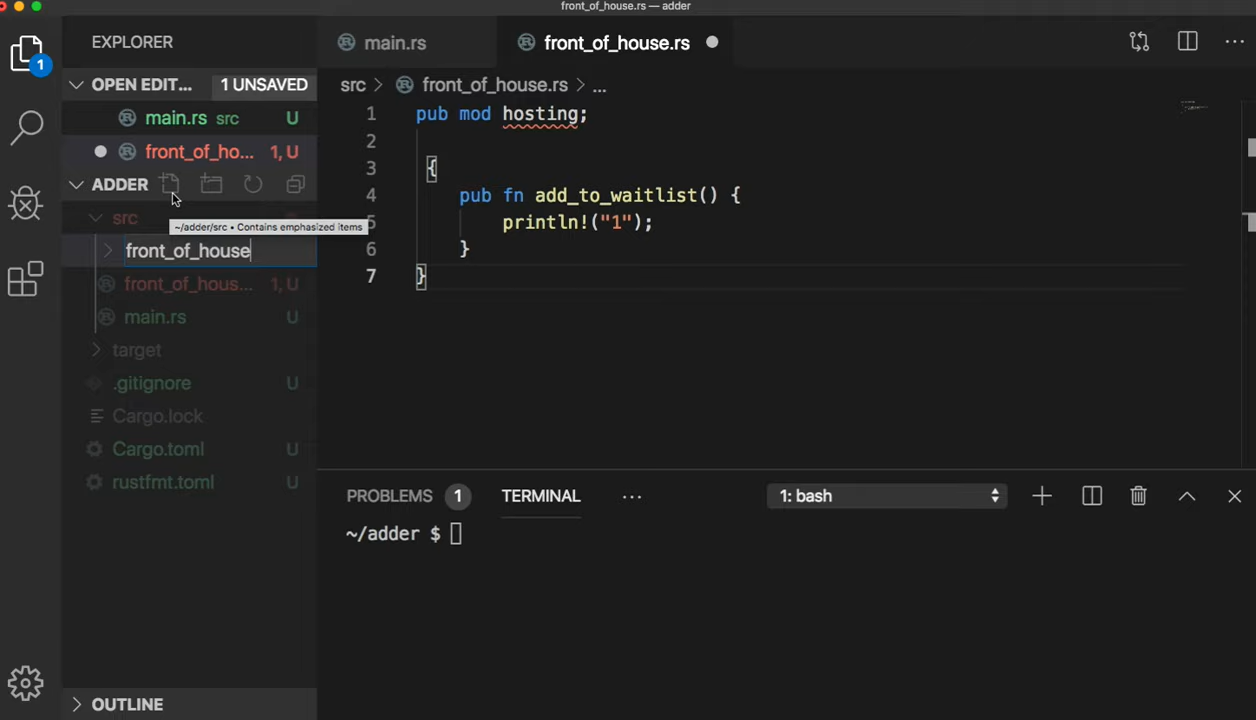 front_of_house.rs — adder
EXPLORER
main.rs
front_of_house.rs
1
OPEN EDIT... 1 UNSAVED
main.rs src U
front_of_ho... 1, U
ADDER
~/adder/src • Contains emphasized items
src
front_of_house
front_of_hous... 1, U
main.rs U
target
.gitignore U
Cargo.lock
Cargo.toml U
rustfmt.toml U
OUTLINE
src > front_of_house.rs > ...
1 pub mod hosting;
2
3 {
4 pub fn add_to_waitlist() {
5 println!("1");
6 }
7 }
PROBLEMS 1 TERMINAL ... 1: bash
~/adder $